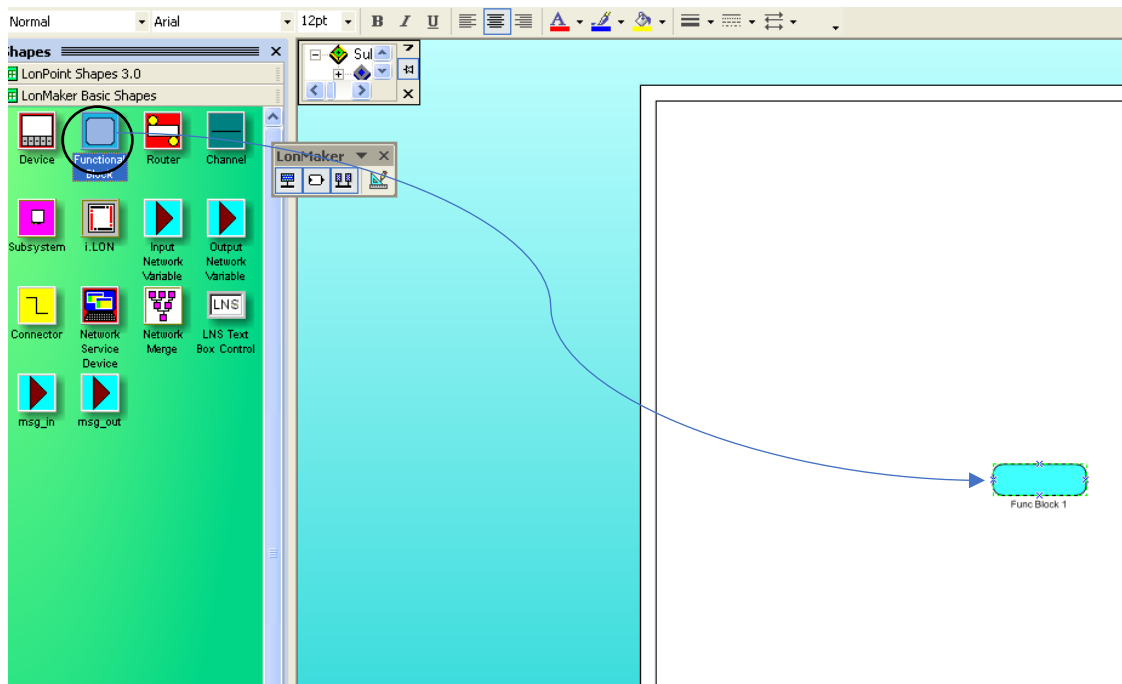 Normal Arial 12pt B I U A
Shapes
LonPoint Shapes 3.0
LonMaker Basic Shapes
Sul
LonMaker
Device Functional Router Channel
Block
Subsystem i.LON Input Output
Network Network
Variable Variable
LNS
Connector Network Network LNS Text
Service Merge Box Control
Device
msg_in msg_out
Func Block 1